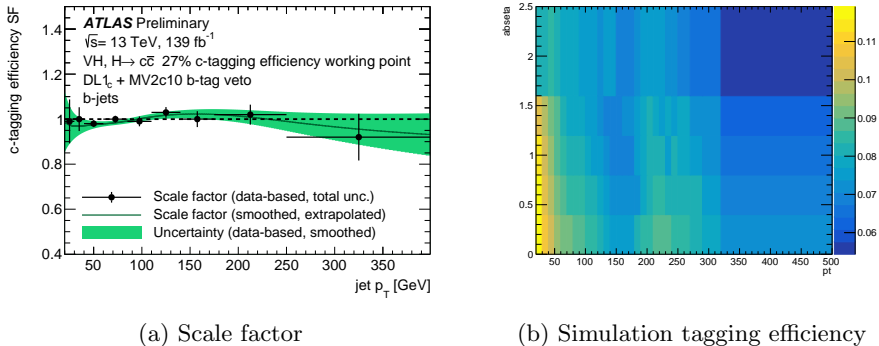 c-tagging efficiency SF
1.4
1.2
1
0.8
0.6
0.4
ATLAS Preliminary
√s= 13 TeV, 139 fb⁻¹
VH, H→ cc̅ 27% c-tagging efficiency working point
DL1c + MV2c10 b-tag veto
b-jets
Scale factor (data-based, total unc.)
Scale factor (smoothed, extrapolated)
Uncertainty (data-based, smoothed)
50 100 150 200 250 300 350
jet pT [GeV]
(a) Scale factor
abseta
2.5
2
1.5
1
0.5
0
50 100 150 200 250 300 350 400 450 500
pt
0.11
0.1
0.09
0.08
0.07
0.06
(b) Simulation tagging efficiency